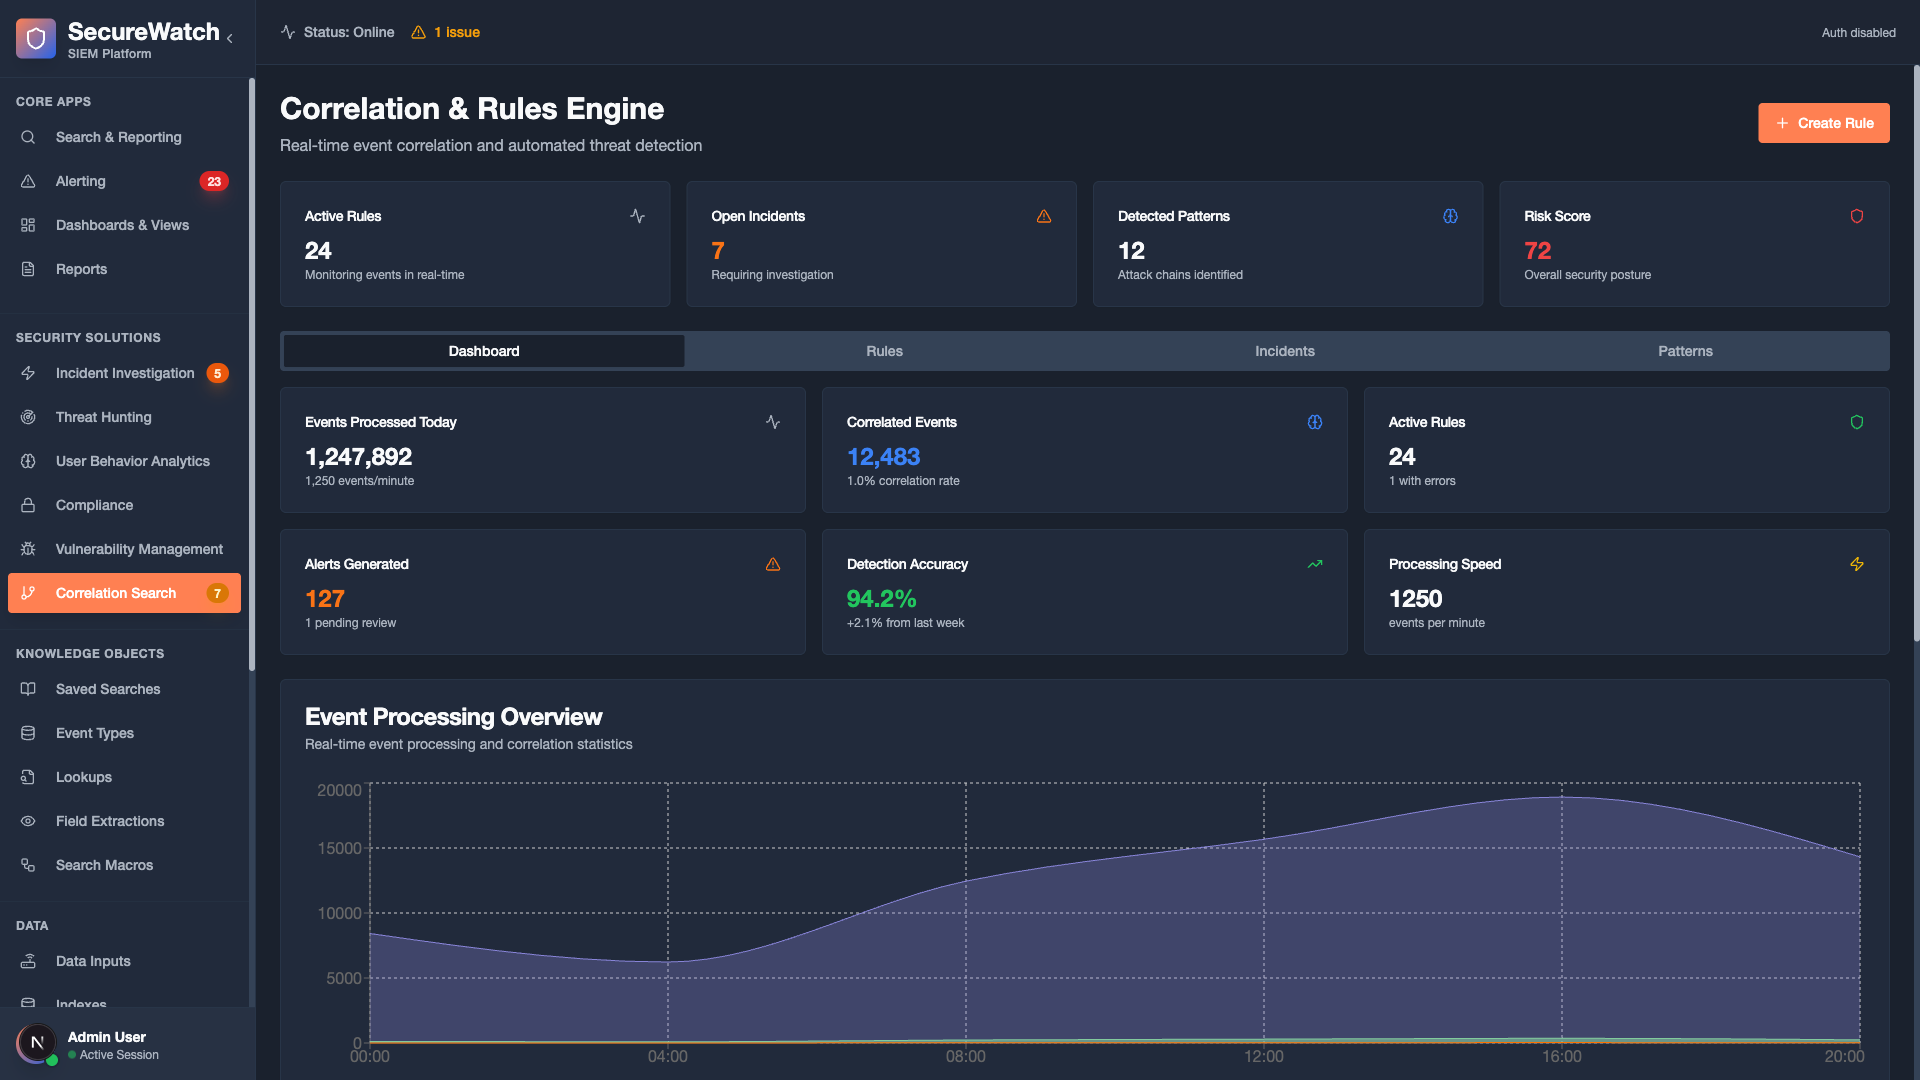 SecureWatch
SIEM Platform
CORE APPS
Search & Reporting
Alerting
23
Dashboards & Views
Reports
SECURITY SOLUTIONS
Incident Investigation
5
Threat Hunting
User Behavior Analytics
Compliance
Vulnerability Management
Correlation Search
7
KNOWLEDGE OBJECTS
Saved Searches
Event Types
Lookups
Field Extractions
Search Macros
DATA
Data Inputs
Indexes
N
Admin User
Active Session
Status: Online
1 issue
Auth disabled
Correlation & Rules Engine
Real-time event correlation and automated threat detection
+ Create Rule
Active Rules
24
Monitoring events in real-time
Open Incidents
7
Requiring investigation
Detected Patterns
12
Attack chains identified
Risk Score
72
Overall security posture
Dashboard
Rules
Incidents
Patterns
Events Processed Today
1,247,892
1,250 events/minute
Correlated Events
12,483
1.0% correlation rate
Active Rules
24
1 with errors
Alerts Generated
127
1 pending review
Detection Accuracy
94.2%
+2.1% from last week
Processing Speed
1250
events per minute
Event Processing Overview
Real-time event processing and correlation statistics
20000
15000
10000
5000
0
00:00
04:00
08:00
12:00
16:00
20:00